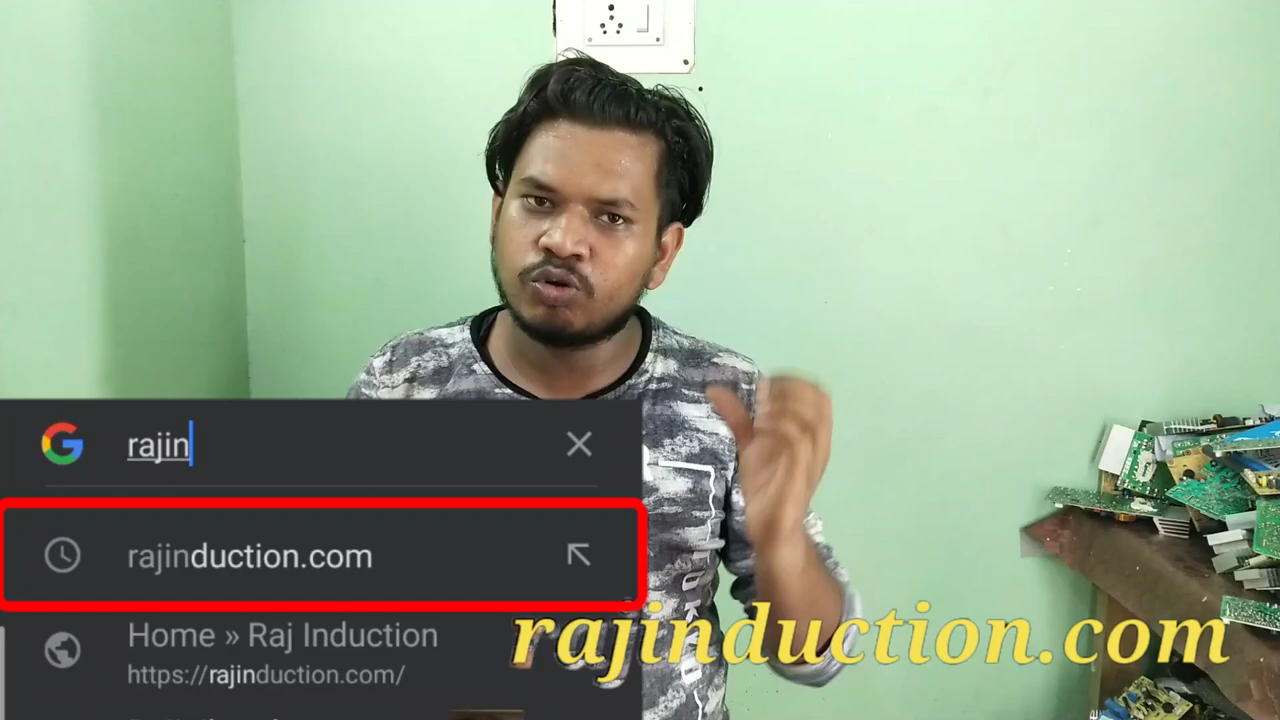 rajin
rajinduction.com
Home » Raj Induction
https://rajinduction.com/
rajinduction.com